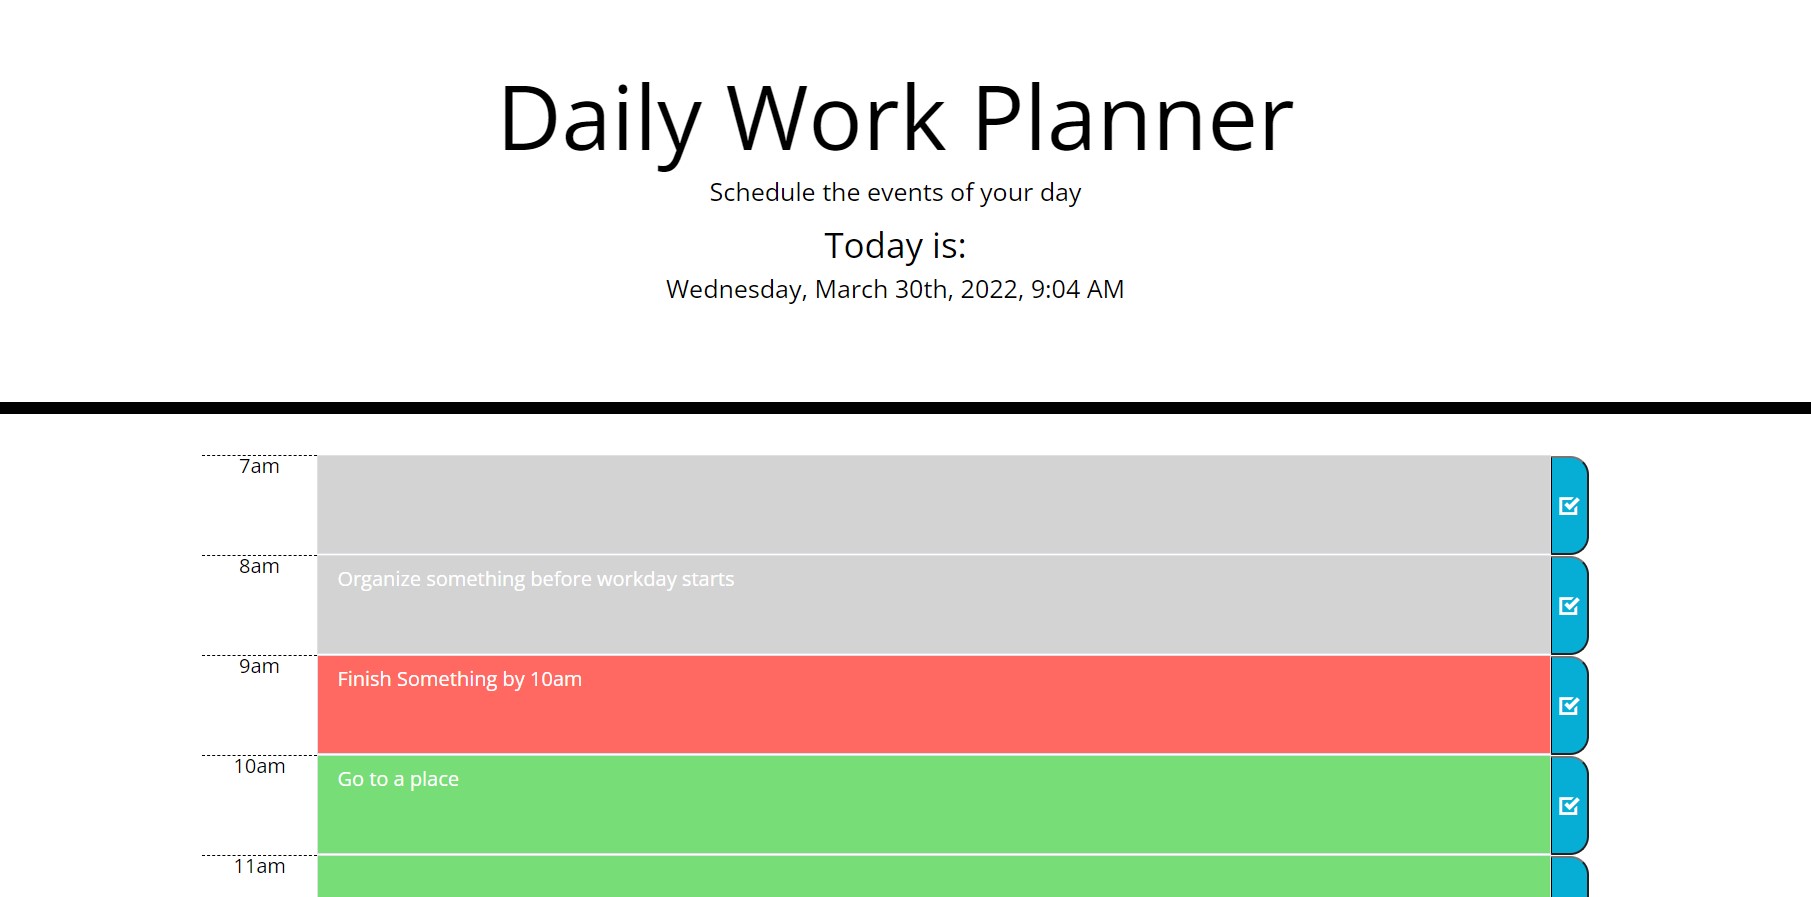 Daily Work Planner
Schedule the events of your day
Today is:
Wednesday, March 30th, 2022, 9:04 AM
7am
8am
Organize something before workday starts
9am
Finish Something by 10am
10am
Go to a place
11am